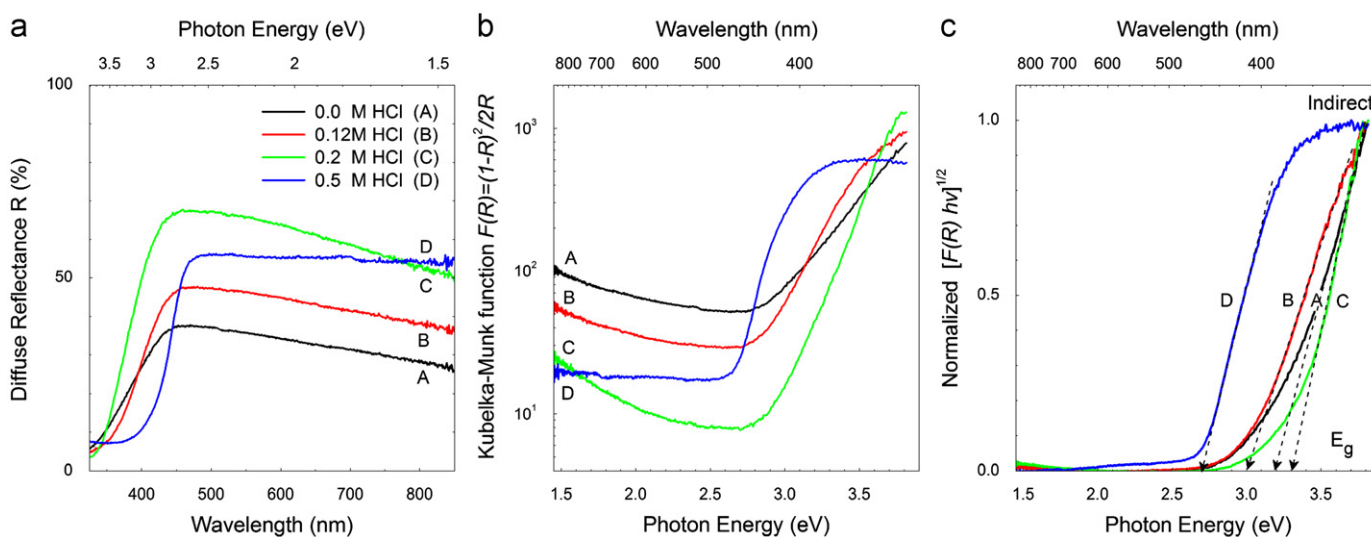 a
Photon Energy (eV)
3.5 3 2.5 2 1.5
100
50
0
Diffuse Reflectance R (%)
0.0 M HCl (A)
0.12M HCl (B)
0.2 M HCl (C)
0.5 M HCl (D)
D
C
B
A
400 500 600 700 800
Wavelength (nm)
b
Wavelength (nm)
800 700 600 500 400
10³
10²
10¹
Kubelka-Munk function F(R)=(1-R)²/2R
A
B
C
D
1.5 2.0 2.5 3.0 3.5
Photon Energy (eV)
c
Wavelength (nm)
800 700 600 500 400
Indirect
1.0
0.5
0.0
Normalized [F(R) hv]^1/2
D B A C
E_g
1.5 2.0 2.5 3.0 3.5
Photon Energy (eV)